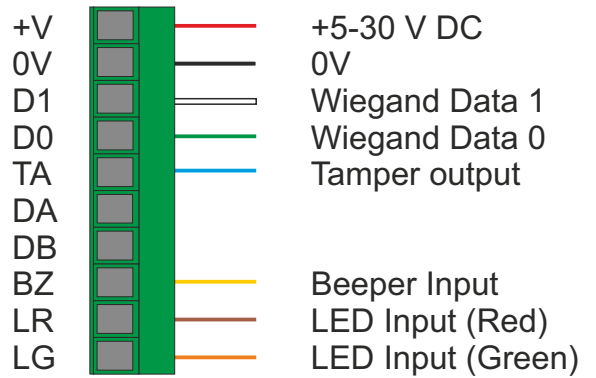 +V +5-30 V DC
0V 0V
D1 Wiegand Data 1
D0 Wiegand Data 0
TA Tamper output
DA
DB
BZ Beeper Input
LR LED Input (Red)
LG LED Input (Green)